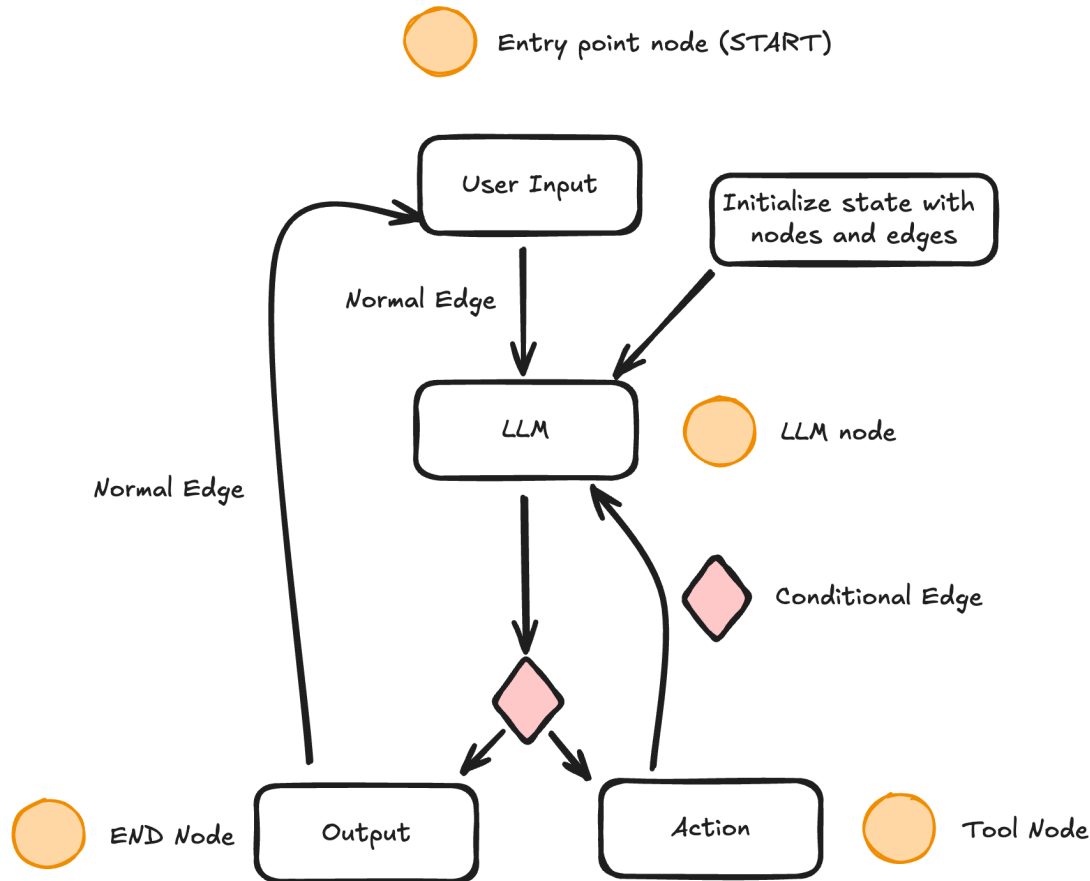 Entry point node (START)
User Input
Initialize state with
nodes and edges
Normal Edge
LLM
LLM node
Normal Edge
Conditional Edge
END Node
Output
Action
Tool Node